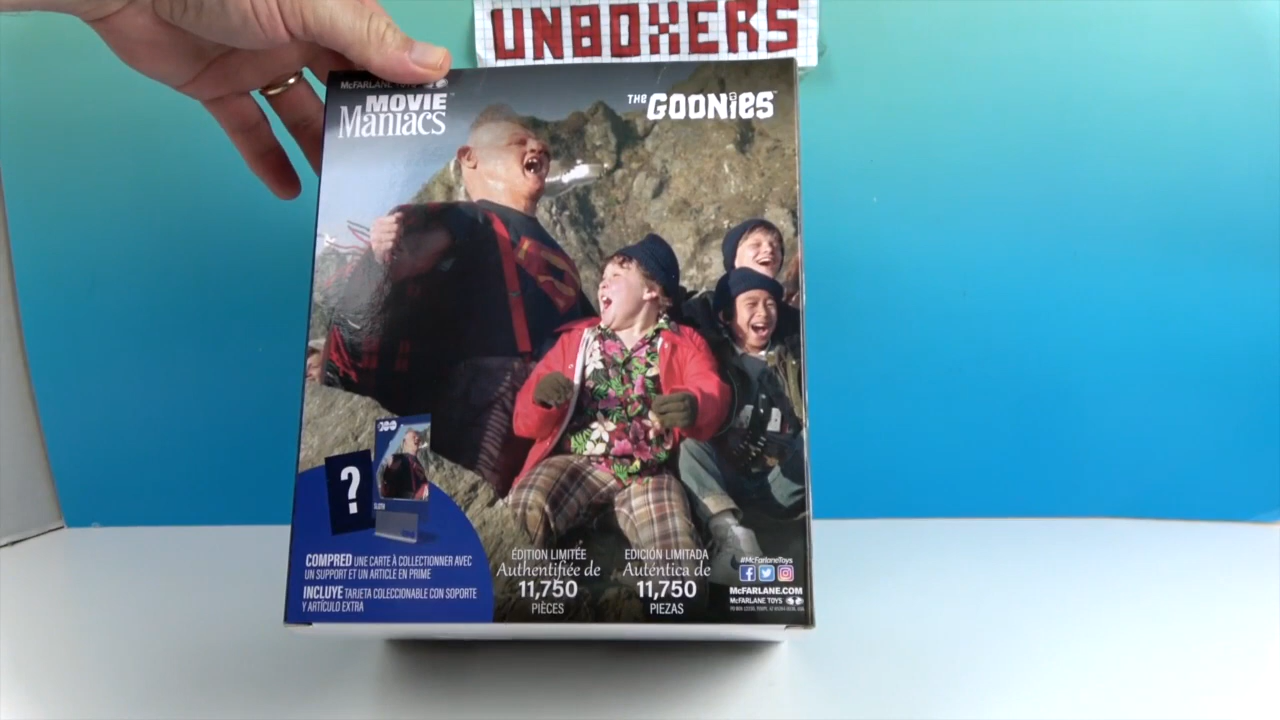 UNBOXERS
McFARLANE TOYS
MOVIE
Maniacs
THE GOONIES™
?
SLOTH
COMPRED UNE CARTE À COLLECTIONNER AVEC
UN SUPPORT ET UN ARTICLE EN PRIME
INCLUYE TARJETA COLECCIONABLE CON SOPORTE
Y ARTÍCULO EXTRA
ÉDITION LIMITÉE
Authentifiée de
11,750
PIÈCES
EDICIÓN LIMITADA
Auténtica de
11,750
PIEZAS
#McFarlaneToys
McFARLANE.COM
McFARLANE TOYS